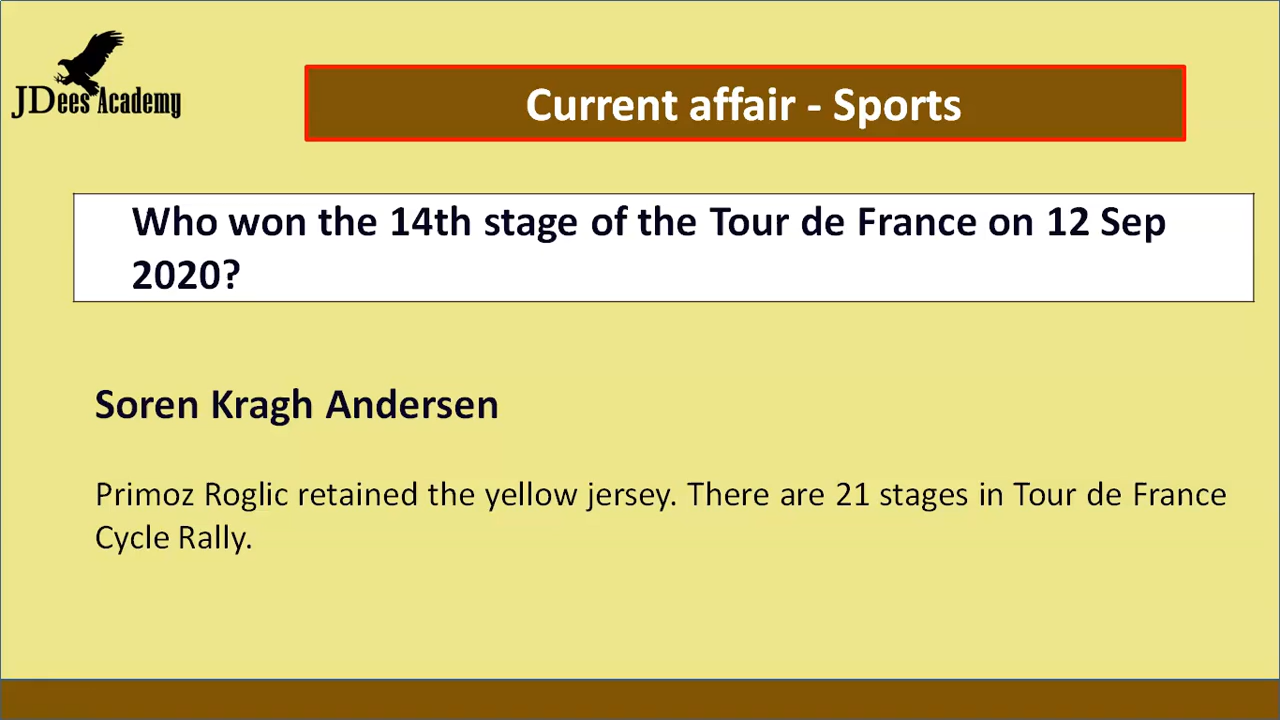 JDees Academy
Current affair - Sports
Who won the 14th stage of the Tour de France on 12 Sep
2020?
Soren Kragh Andersen
Primoz Roglic retained the yellow jersey. There are 21 stages in Tour de France
Cycle Rally.